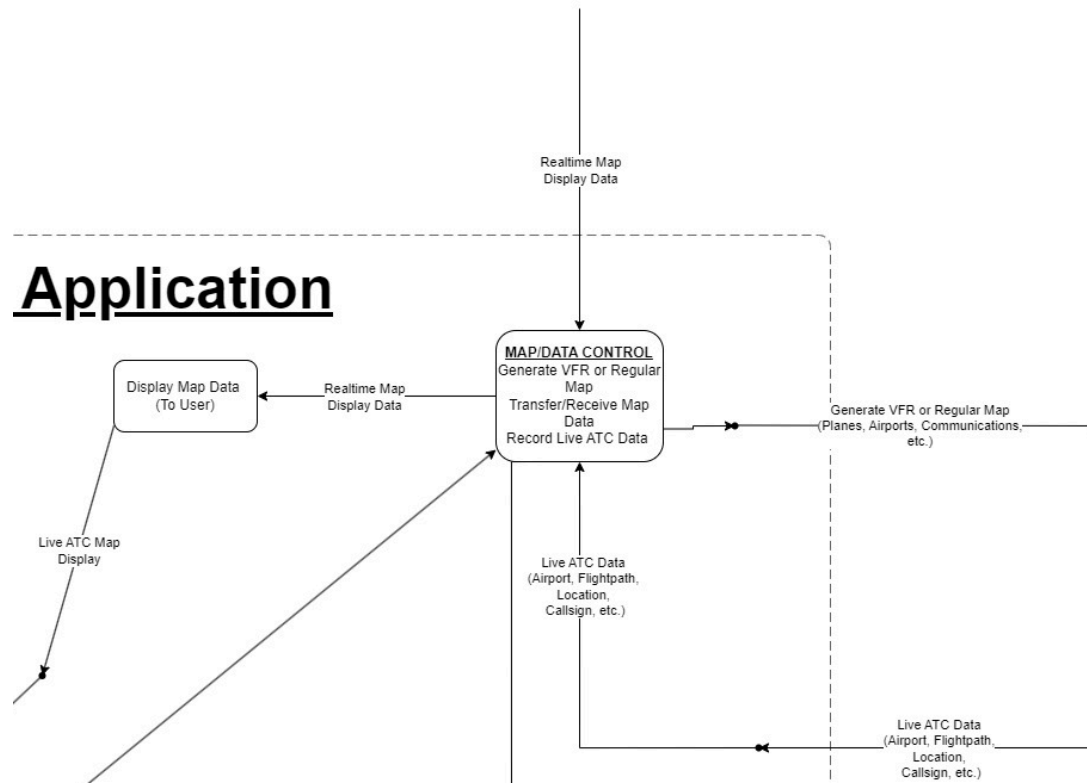 Realtime Map
Display Data
Application
MAP/DATA CONTROL
Generate VFR or Regular
Map
Transfer/Receive Map
Data
Record Live ATC Data
Display Map Data
(To User)
Realtime Map
Display Data
Generate VFR or Regular Map
(Planes, Airports, Communications,
etc.)
Live ATC Map
Display
Live ATC Data
(Airport, Flightpath,
Location,
Callsign, etc.)
Live ATC Data
(Airport, Flightpath,
Location,
Callsign, etc.)